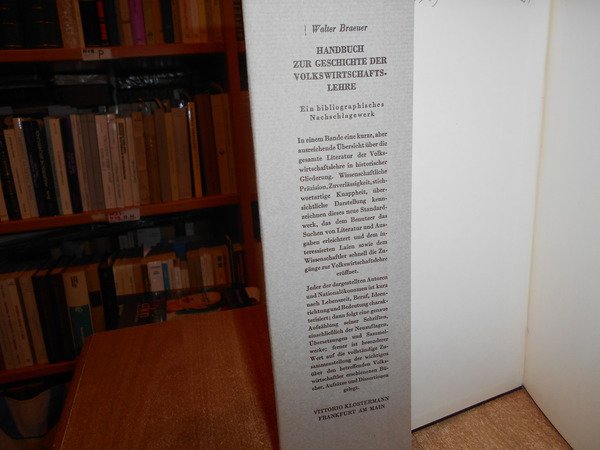 Walter Braeuer
HANDBUCH
ZUR GESCHICHTE DER
VOLKSWIRTSCHAFTS-
LEHRE
Ein bibliographisches
Nachschlagewerk
In einem Bande eine kurze, aber
ausreichende Übersicht über die
gesamte Literatur der Volks-
wirtschaftslehre in historischer
Gliederung. Wissenschaftliche
Präzision, Zuverlässigkeit, stich-
wortartige Knappheit, über-
sichtliche Darstellung kenn-
zeichnen dieses neue Standard-
werk, das dem Benutzer das
Suchen von Literatur und Aus-
gaben erleichtert und dem in-
teressierten Laien sowie dem
Wissenschaftler schnell die Zu-
gänge zur Volkswirtschaftslehre
eröffnet.
Jeder der dargestellten Autoren
und Nationalökonomen ist kurz
nach Lebenszeit, Beruf, Ideen-
richtung und Bedeutung charak-
terisiert; dann folgt eine genaue
Aufzählung seiner Schriften,
einschließlich der Neuauflagen,
Übersetzungen und Sammel-
werke; ferner ist besonderer
Wert auf die vollständige Zu-
sammenstellung der wichtigen
über den betreffenden Volks-
wirtschaftler erschienenen Bü-
cher, Aufsätze und Dissertationen
gelegt.
VITTORIO KLOSTERMANN
FRANKFURT AM MAIN